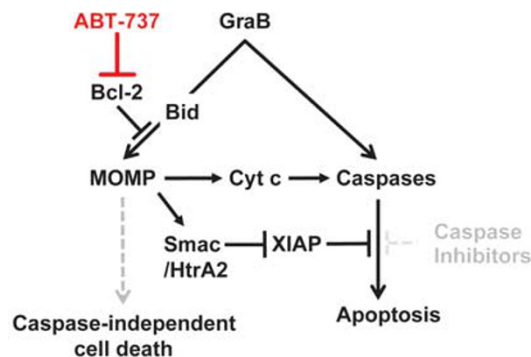 ABT-737 GraB
Bcl-2
Bid
MOMP Cyt c Caspases
Smac
/HtrA2 XIAP
Caspase
Inhibitors
Apoptosis
Caspase-independent
cell death